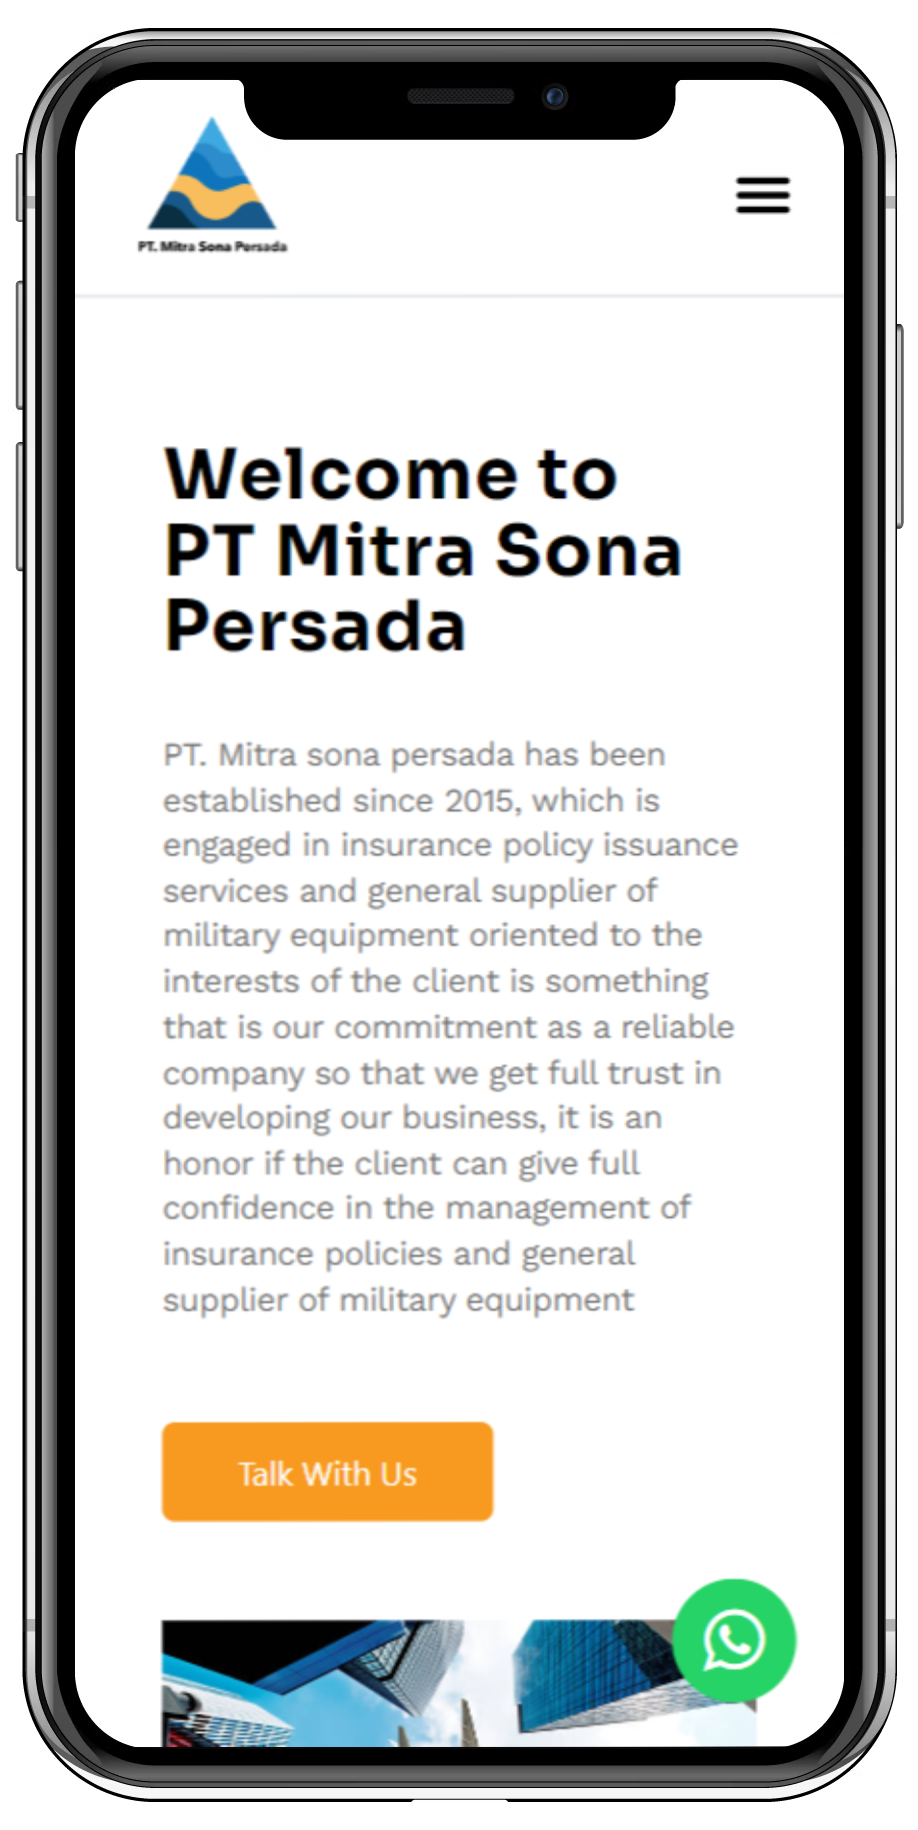 PT. Mitra Sona Persada
Welcome to
PT Mitra Sona
Persada
PT. Mitra sona persada has been
established since 2015, which is
engaged in insurance policy issuance
services and general supplier of
military equipment oriented to the
interests of the client is something
that is our commitment as a reliable
company so that we get full trust in
developing our business, it is an
honor if the client can give full
confidence in the management of
insurance policies and general
supplier of military equipment
Talk With Us